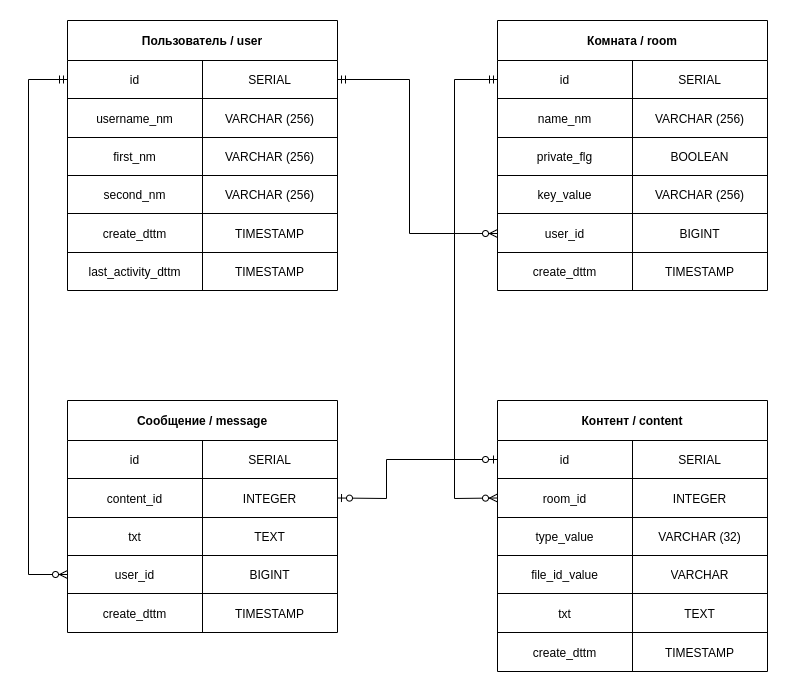 Пользователь / user
id SERIAL
username_nm VARCHAR (256)
first_nm VARCHAR (256)
second_nm VARCHAR (256)
create_dttm TIMESTAMP
last_activity_dttm TIMESTAMP
Комната / room
id SERIAL
name_nm VARCHAR (256)
private_flg BOOLEAN
key_value VARCHAR (256)
user_id BIGINT
create_dttm TIMESTAMP
Сообщение / message
id SERIAL
content_id INTEGER
txt TEXT
user_id BIGINT
create_dttm TIMESTAMP
Контент / content
id SERIAL
room_id INTEGER
type_value VARCHAR (32)
file_id_value VARCHAR
txt TEXT
create_dttm TIMESTAMP